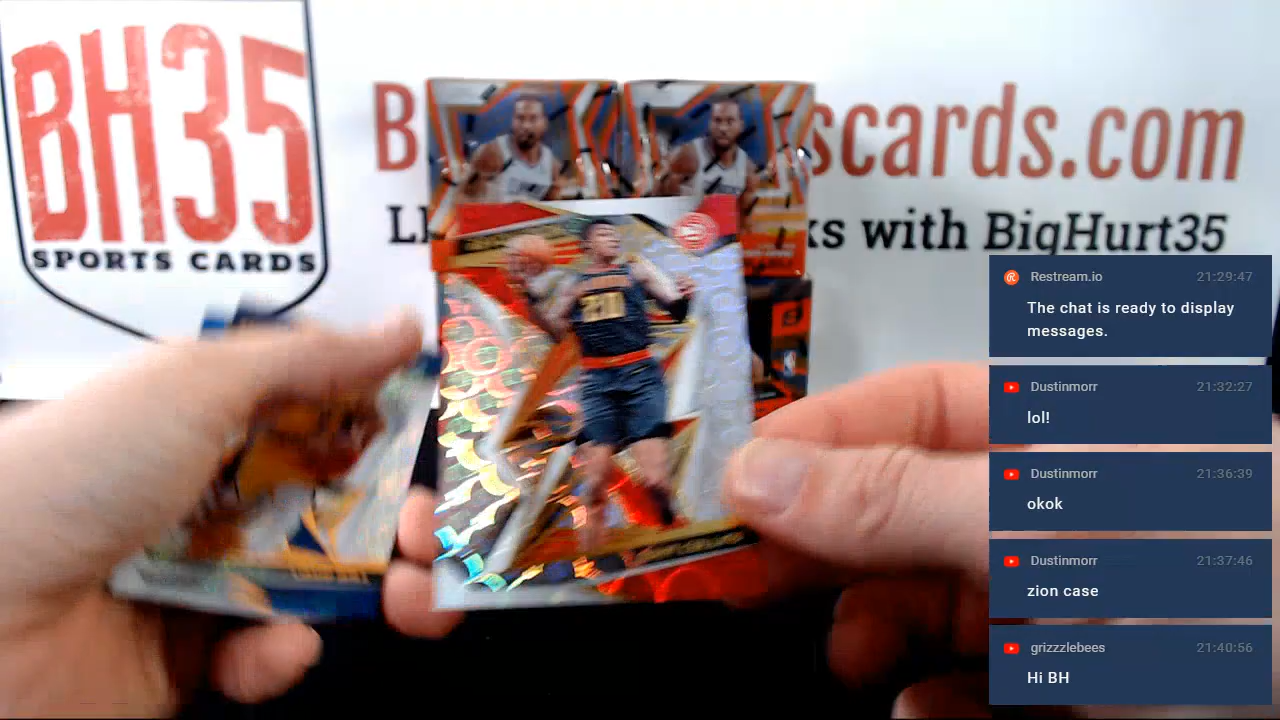 BH35
SPORTS CARDS
B
scards.com
ks with BigHurt35
Restream.io 21:29:47
The chat is ready to display
messages.
Dustinmorr 21:32:27
lol!
Dustinmorr 21:36:39
okok
Dustinmorr 21:37:46
zion case
grizzzlebees 21:40:56
Hi BH